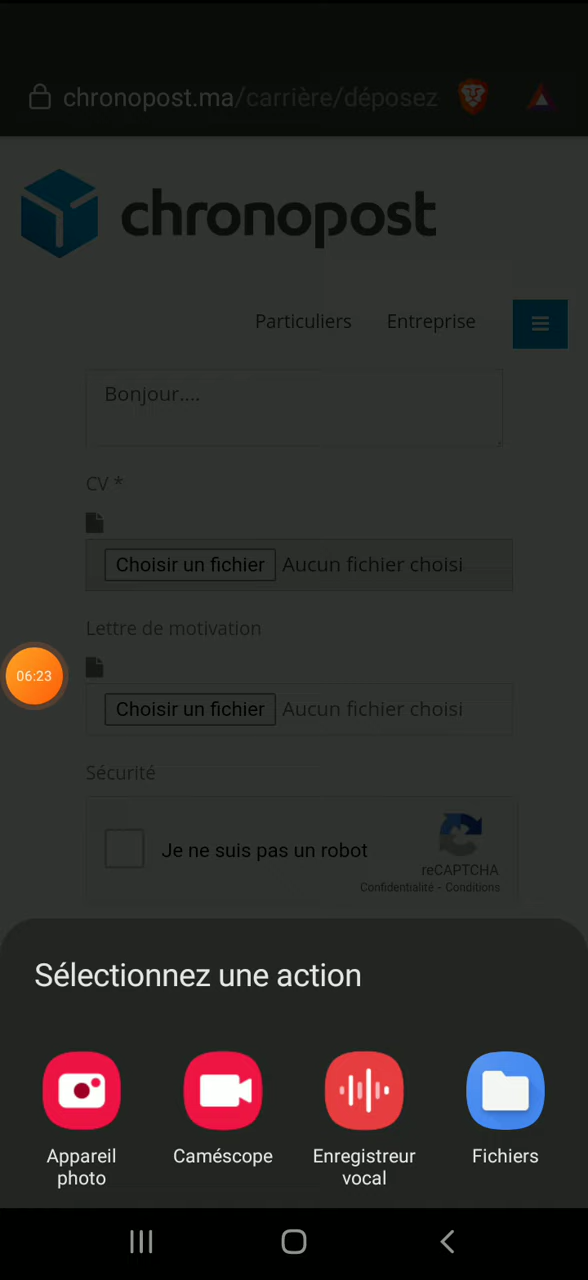 chronopost.ma/carrière/déposez
chronopost
Particuliers Entreprise
Bonjour....
CV *
Choisir un fichier Aucun fichier choisi
Lettre de motivation
06:23
Choisir un fichier Aucun fichier choisi
Sécurité
Je ne suis pas un robot
reCAPTCHA
Confidentialité - Conditions
Sélectionnez une action
Appareil photo
Caméscope
Enregistreur vocal
Fichiers